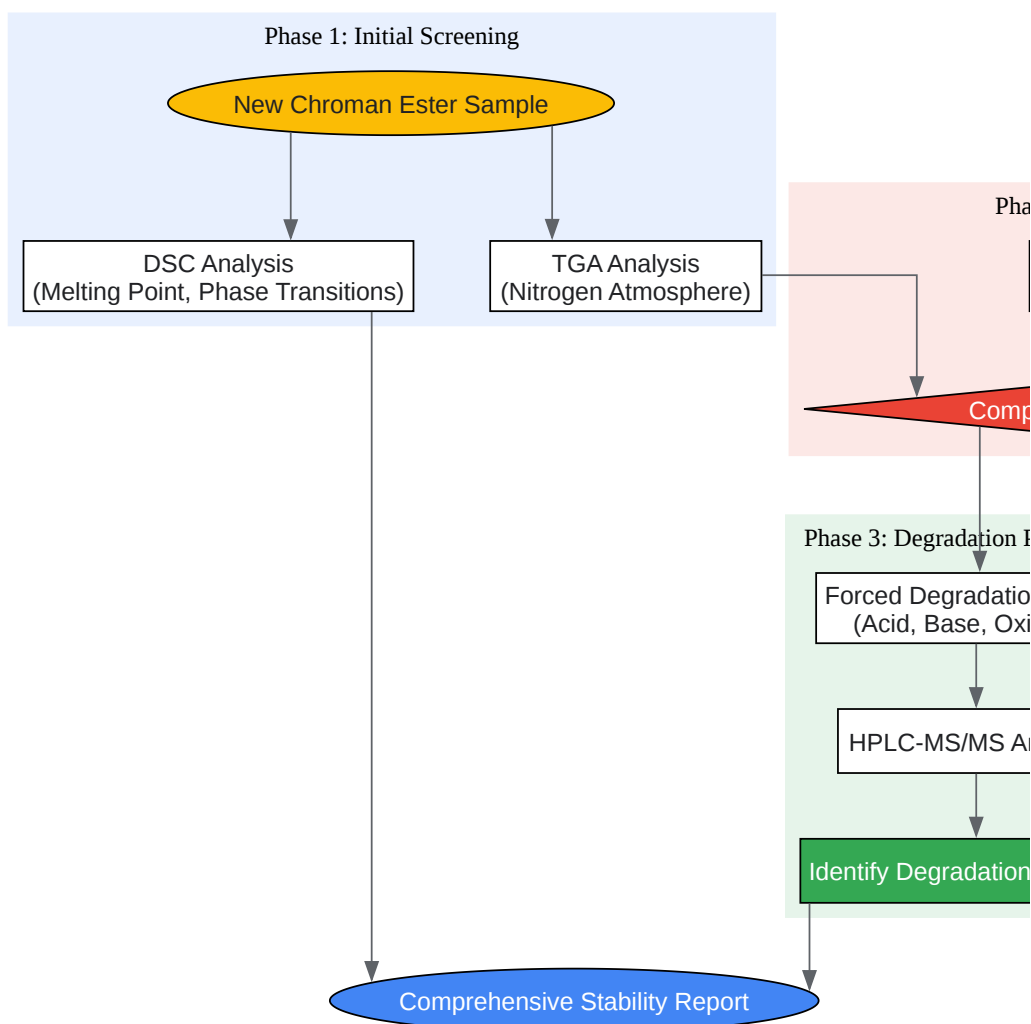 Phase 1: Initial Screening
New Chroman Ester Sample
DSC Analysis
(Melting Point, Phase Transitions)
TGA Analysis
(Nitrogen Atmosphere)
Pha
Comp
Phase 3: Degradation P
Forced Degradatio
(Acid, Base, Oxi
HPLC-MS/MS
Identify Degradation
Comprehensive Stability Report